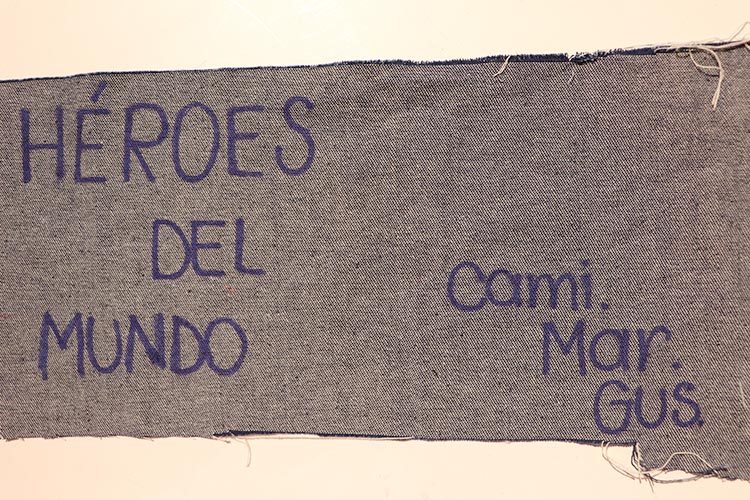 HÉROES
DEL
MUNDO
Cami.
Mar.
GUS.